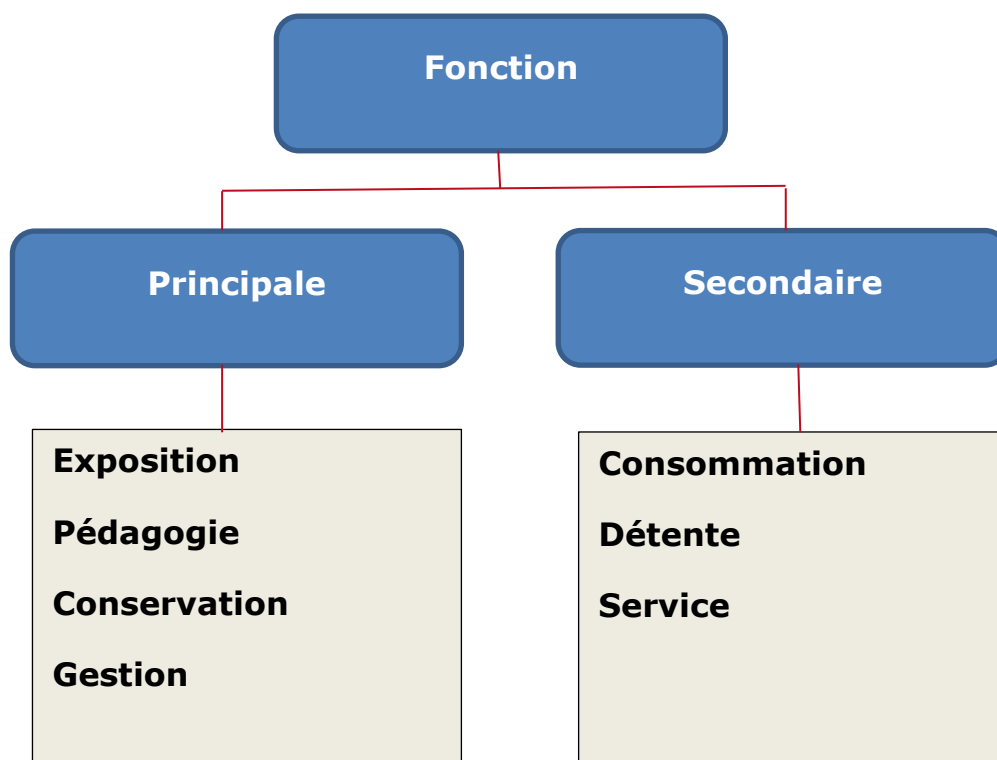 Fonction
Principale
Secondaire
Exposition
Pédagogie
Conservation
Gestion
Consommation
Détente
Service